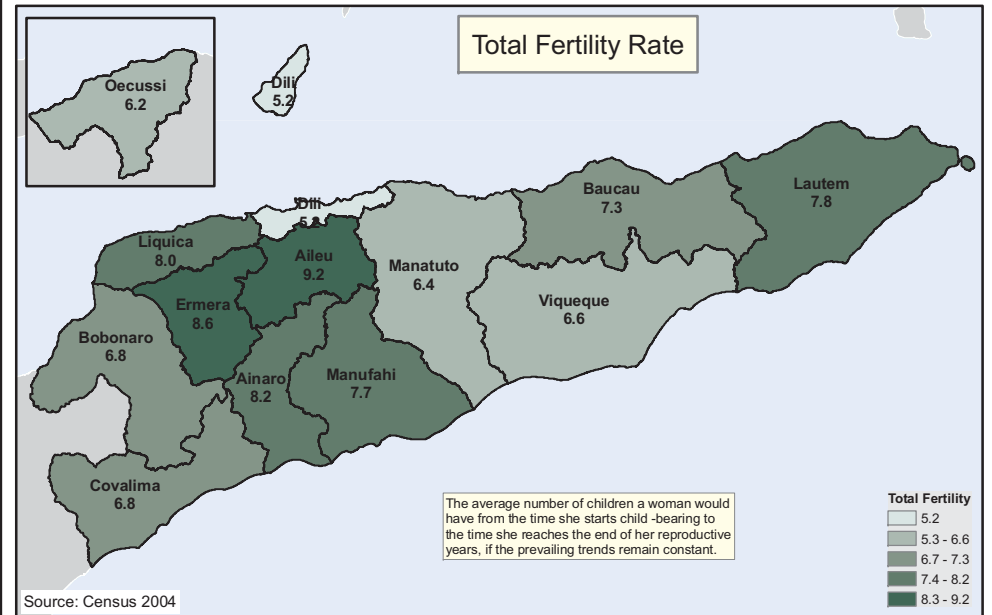 Total Fertility Rate
Oecussi
6.2
Dili
5.2
Dili
5.2
Baucau
7.3
Lautem
7.8
Liquica
8.0
Aileu
9.2
Manatuto
6.4
Viqueque
6.6
Ermera
8.6
Bobonaro
6.8
Ainaro
8.2
Manufahi
7.7
Covalima
6.8
The average number of children a woman would
have from the time she starts child -bearing to
the time she reaches the end of her reproductive
years, if the prevailing trends remain constant.
Total Fertility
5.2
5.3 - 6.6
6.7 - 7.3
7.4 - 8.2
8.3 - 9.2
Source: Census 2004